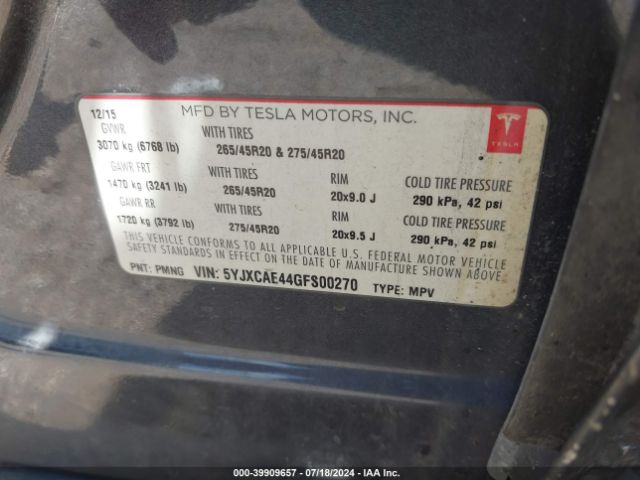 12/15 MFD BY TESLA MOTORS, INC.
GVWR WITH TIRES
3070 kg (6768 lb) 265/45R20 & 275/45R20
TESLA
GAWR FRT WITH TIRES RIM COLD TIRE PRESSURE
1470 kg (3241 lb) 265/45R20 20x9.0 J 290 kPa, 42 psi
GAWR RR WITH TIRES RIM COLD TIRE PRESSURE
1720 kg (3792 lb) 275/45R20 20x9.5 J 290 kPa, 42 psi
THIS VEHICLE CONFORMS TO ALL APPLICABLE U.S. FEDERAL MOTOR VEHICLE
SAFETY STANDARDS IN EFFECT ON THE DATE OF MANUFACTURE SHOWN ABOVE.
PNT: PMNG VIN: 5YJXCAE44GFS00270 TYPE: MPV
000-39909657 - 07/18/2024 - IAA Inc.